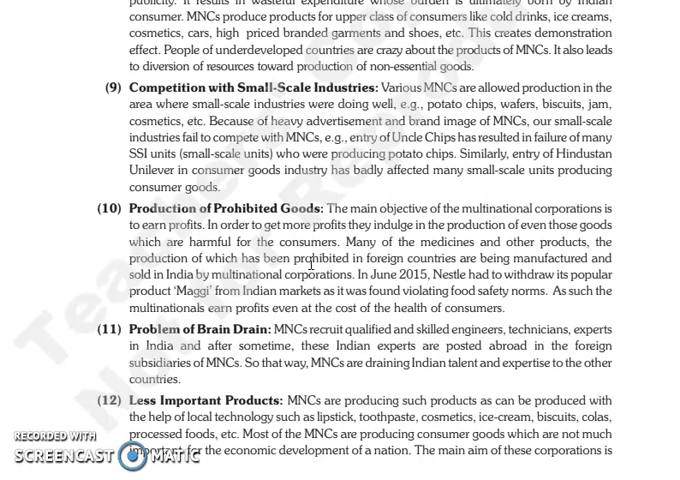 publicity. It results in wasteful expenditure whose burden is ultimately born by Indian
consumer. MNCs produce products for upper class of consumers like cold drinks, ice creams,
cosmetics, cars, high priced branded garments and shoes, etc. This creates demonstration
effect. People of underdeveloped countries are crazy about the products of MNCs. It also leads
to diversion of resources toward production of non-essential goods.
(9) Competition with Small-Scale Industries: Various MNCs are allowed production in the
area where small-scale industries were doing well, e.g., potato chips, wafers, biscuits, jam,
cosmetics, etc. Because of heavy advertisement and brand image of MNCs, our small-scale
industries fail to compete with MNCs, e.g., entry of Uncle Chips has resulted in failure of many
SSI units (small-scale units) who were producing potato chips. Similarly, entry of Hindustan
Unilever in consumer goods industry has badly affected many small-scale units producing
consumer goods.
(10) Production of Prohibited Goods: The main objective of the multinational corporations is
to earn profits. In order to get more profits they indulge in the production of even those goods
which are harmful for the consumers. Many of the medicines and other products, the
production of which has been prohibited in foreign countries are being manufactured and
sold in India by multinational corporations. In June 2015, Nestle had to withdraw its popular
product 'Maggi' from Indian markets as it was found violating food safety norms. As such the
multinationals earn profits even at the cost of the health of consumers.
(11) Problem of Brain Drain: MNCs recruit qualified and skilled engineers, technicians, experts
in India and after sometime, these Indian experts are posted abroad in the foreign
subsidiaries of MNCs. So that way, MNCs are draining Indian talent and expertise to the other
countries.
(12) Less Important Products: MNCs are producing such products as can be produced with
the help of local technology such as lipstick, toothpaste, cosmetics, ice-cream, biscuits, colas,
processed foods, etc. Most of the MNCs are producing consumer goods which are not much
important for the economic development of a nation. The main aim of these corporations is
RECORDED WITH
SCREENCAST MATIC